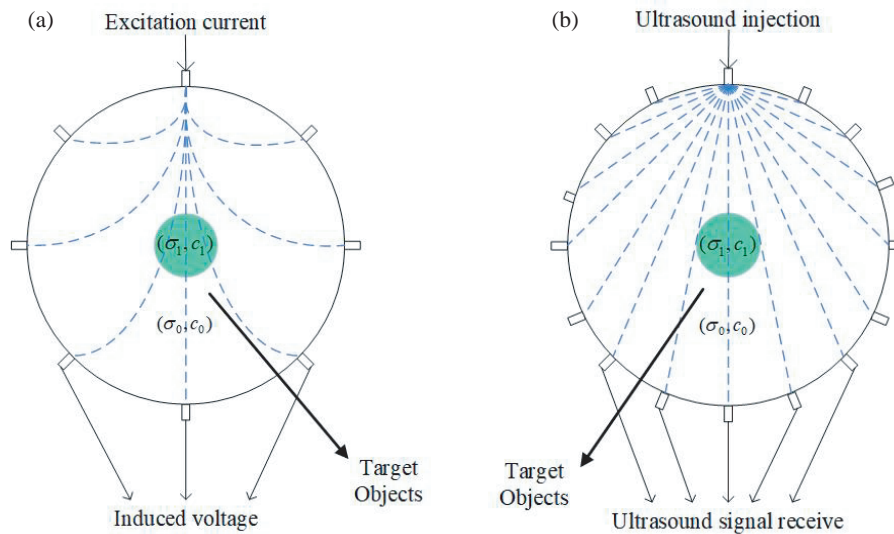 (a)
Excitation current
(σ₁, c₁)
(σ₀, c₀)
Target
Objects
Induced voltage
(b)
Ultrasound injection
(σ₁, c₁)
(σ₀, c₀)
Target
Objects
Ultrasound signal receive